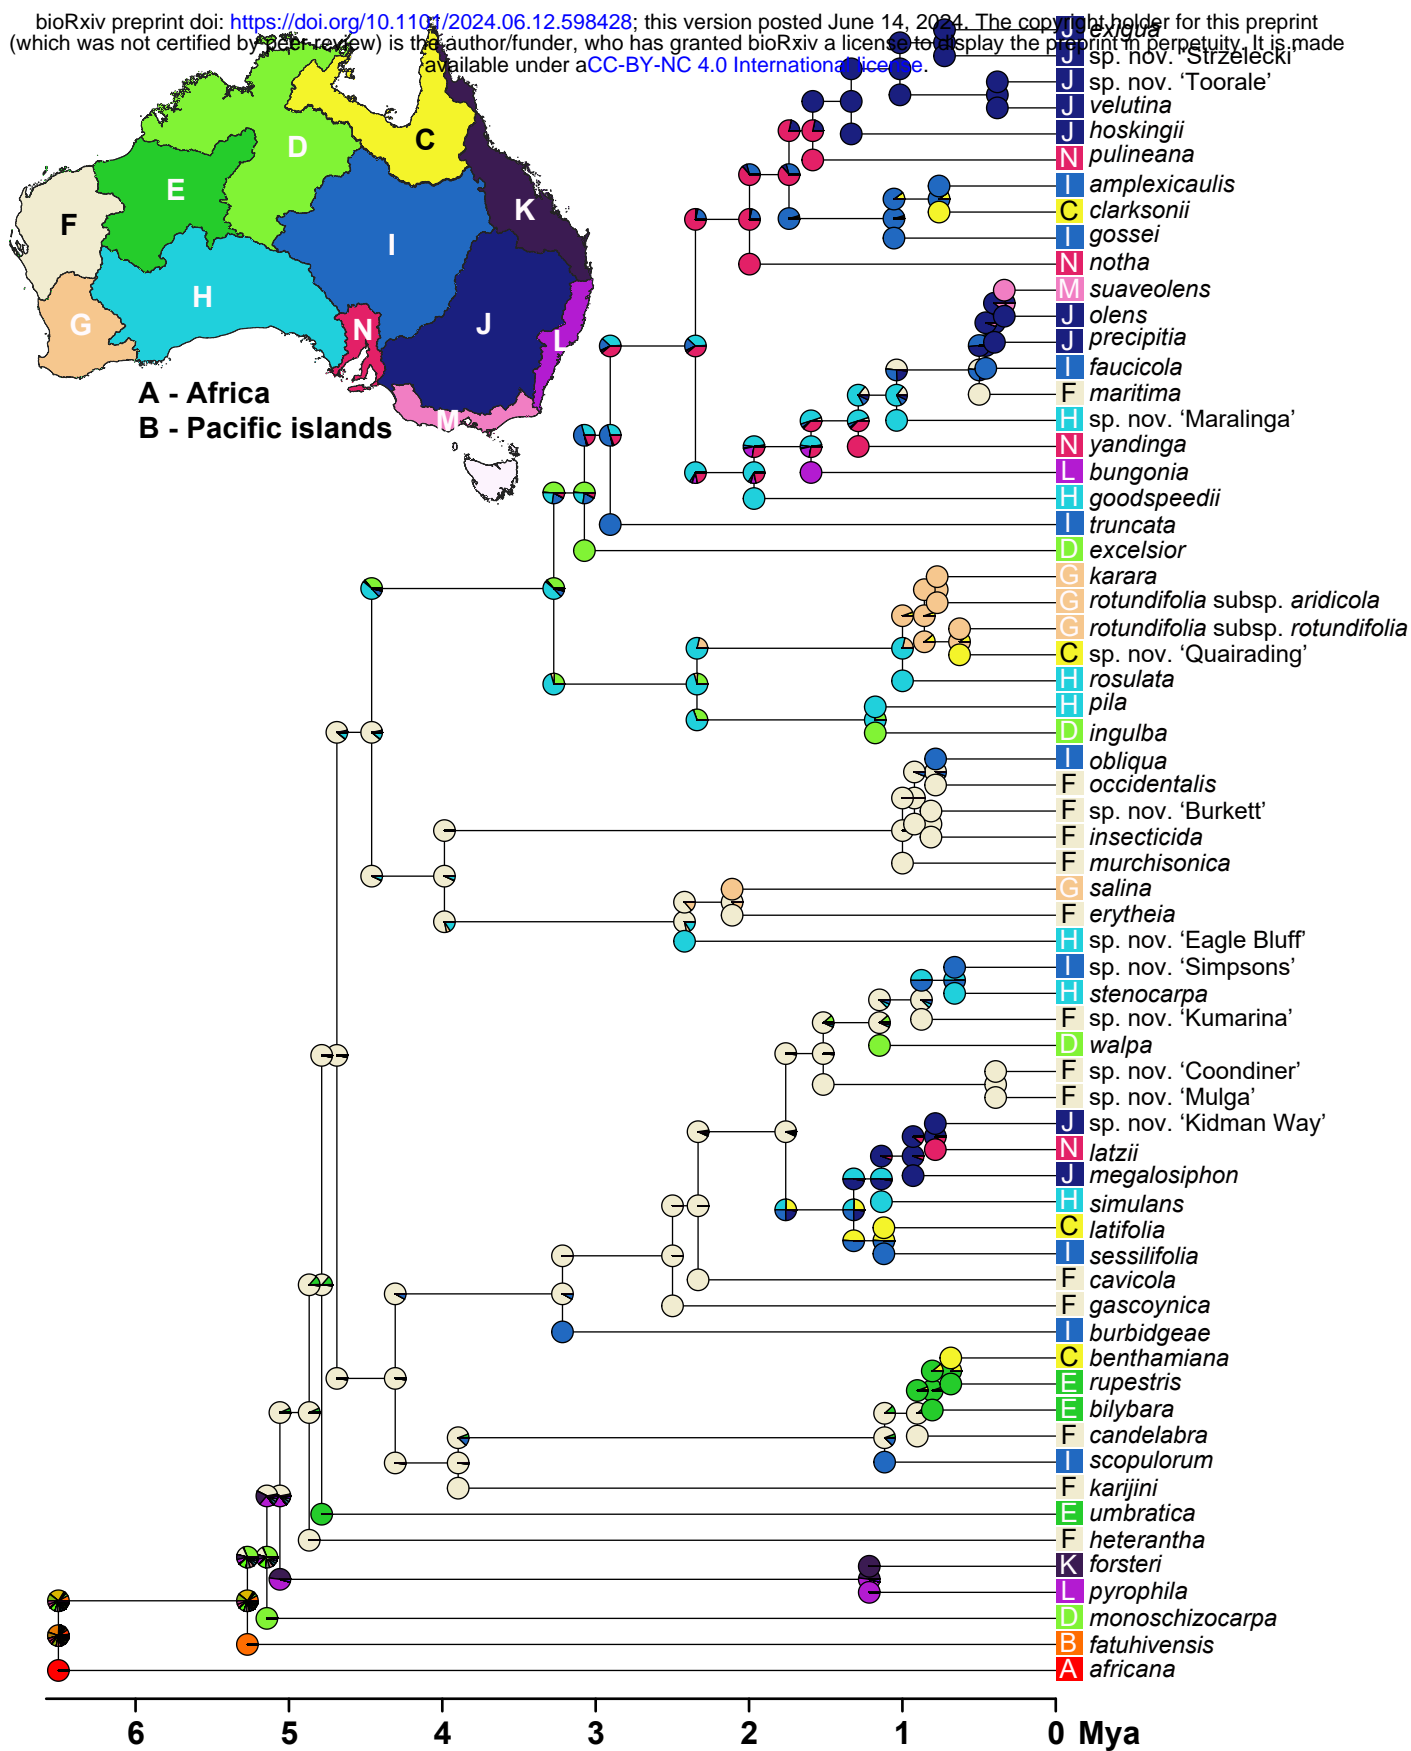 bioRxiv preprint doi: https://doi.org/10.1101/2024.06.12.598428; this version posted June 14, 2024. The copyright holder for this preprint
(which was not certified by peer review) is the author/funder, who has granted bioRxiv a license to display the preprint in perpetuity. It is made
available under aCC-BY-NC 4.0 International license.
J exigua
J sp. nov. ‘Strzelecki’
J sp. nov. ‘Toorale’
J velutina
J hoskingii
N pulineana
I amplexicaulis
C clarksonii
I gossei
N notha
M suaveolens
J olens
J precipitia
I faucicola
F maritima
H sp. nov. ‘Maralinga’
N yandinga
L bungonia
H goodspeedii
I truncata
D excelsior
G karara
G rotundifolia subsp. aridicola
G rotundifolia subsp. rotundifolia
C sp. nov. ‘Quairading’
H rosulata
H pila
D ingulba
I obliqua
F occidentalis
F sp. nov. ‘Burkett’
F insecticida
F murchisonica
G salina
F erytheia
H sp. nov. ‘Eagle Bluff’
I sp. nov. ‘Simpsons’
H stenocarpa
F sp. nov. ‘Kumarina’
D walpa
F sp. nov. ‘Coondiner’
F sp. nov. ‘Mulga’
J sp. nov. ‘Kidman Way’
N latzii
J megalosiphon
H simulans
C latifolia
I sessilifolia
F cavicola
F gascoynica
I burbidgeae
C benthamiana
E rupestris
E bilybara
F candelabra
I scopulorum
F karijini
E umbratica
F heterantha
K forsteri
L pyrophila
D monoschizocarpa
B fatuhivensis
A africana
C
D
E
K
F
I
H
J
G
N
L
M
A - Africa
B - Pacific islands
6 5 4 3 2 1 0 Mya